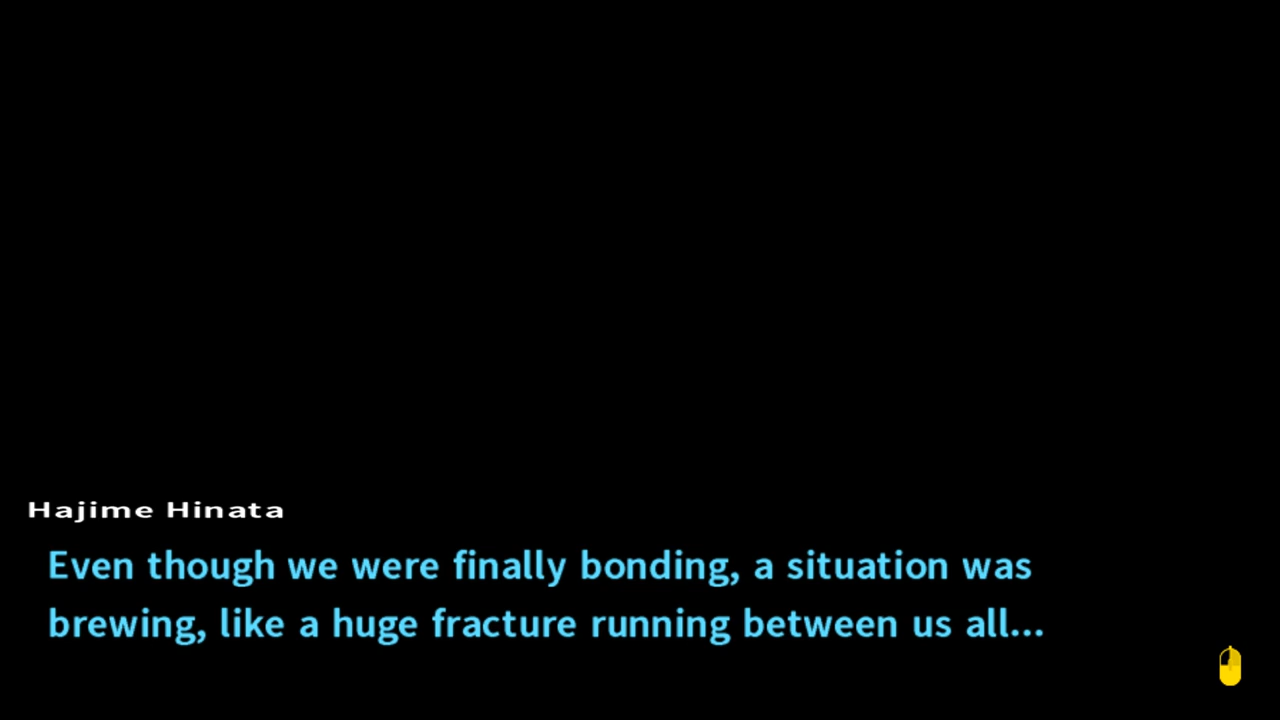 Hajime Hinata
Even though we were finally bonding, a situation was
brewing, like a huge fracture running between us all...